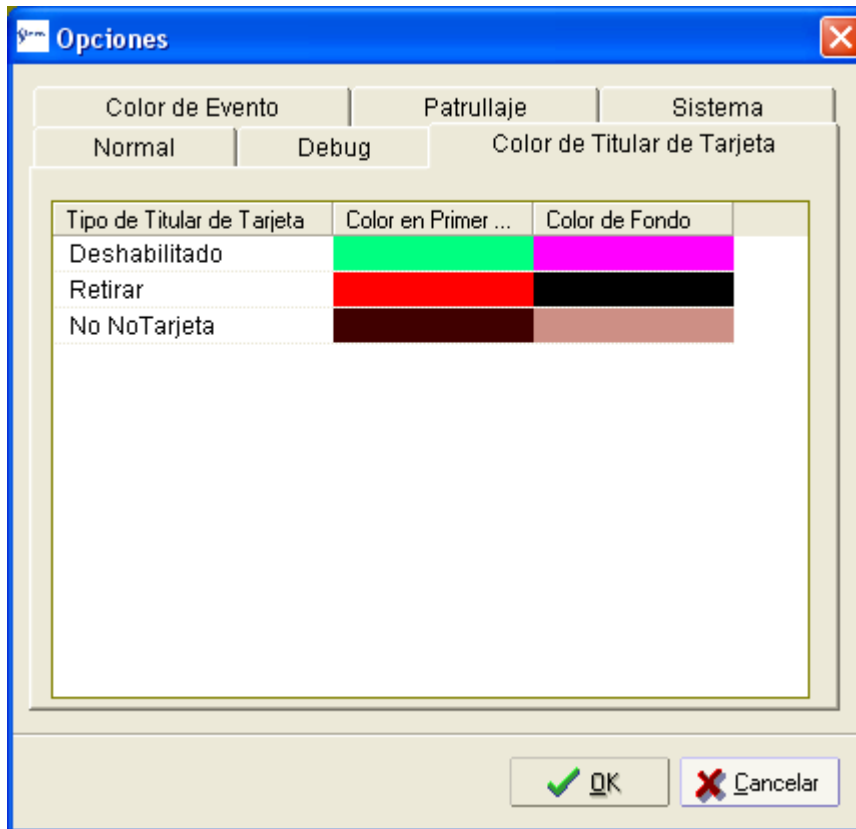 Opciones
Color de Evento Patrullaje Sistema
Normal Debug Color de Titular de Tarjeta
Tipo de Titular de Tarjeta Color en Primer ... Color de Fondo
Deshabilitado
Retirar
No NoTarjeta
OK Cancelar